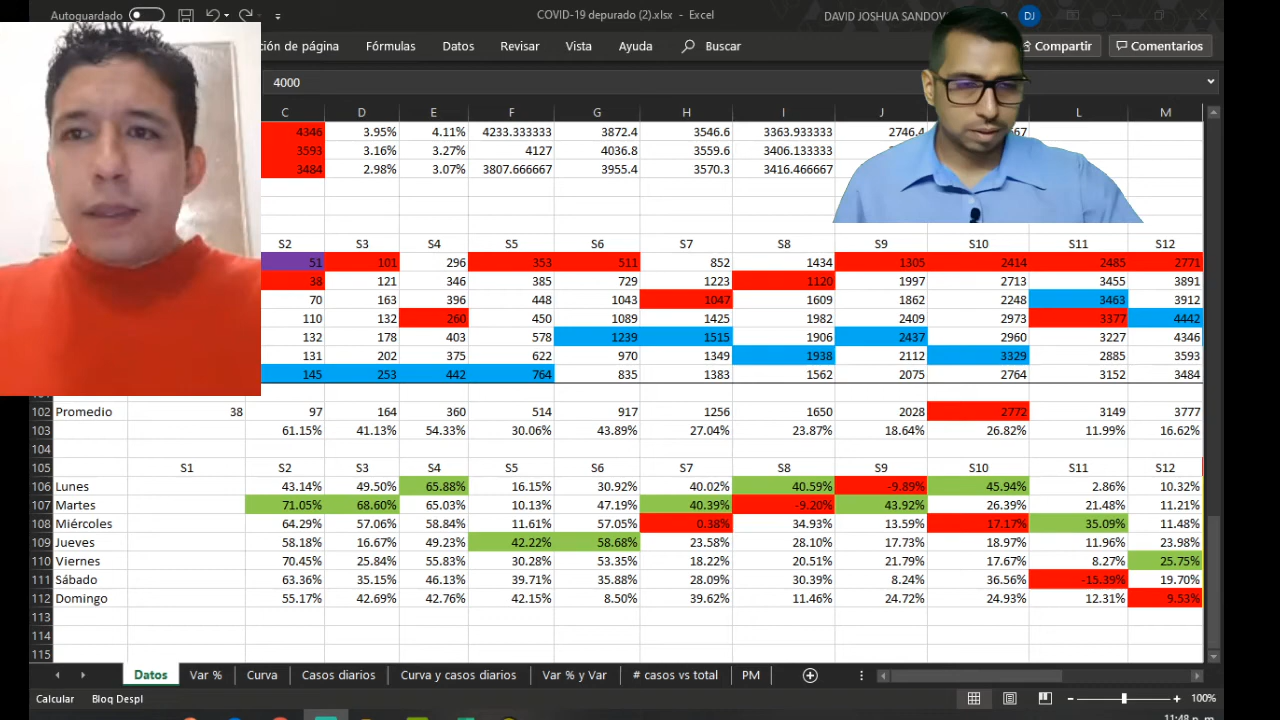 Autoguardado COVID-19 depurado (2).xlsx - Excel DAVID JOSHUA SANDOV DJ
ción de página Fórmulas Datos Revisar Vista Ayuda Buscar Compartir Comentarios
4000
C D E F G H I J K L M
4346 3.95% 4.11% 4233.333333 3872.4 3546.6 3363.933333 2746.4
3593 3.16% 3.27% 4127 4036.8 3559.6 3406.133333
3484 2.98% 3.07% 3807.666667 3955.4 3570.3 3416.466667
S2 S3 S4 S5 S6 S7 S8 S9 S10 S11 S12
51 101 296 353 511 852 1434 1305 2414 2485 2771
38 121 346 385 729 1223 1120 1997 2713 3455 3891
70 163 396 448 1043 1047 1609 1862 2248 3463 3912
110 132 260 450 1089 1425 1982 2409 2973 3377 4442
132 178 403 578 1239 1515 1906 2437 2960 3227 4346
131 202 375 622 970 1349 1938 2112 3329 2885 3593
145 253 442 764 835 1383 1562 2075 2764 3152 3484
102 Promedio 38 97 164 360 514 917 1256 1650 2028 2772 3149 3777
103 61.15% 41.13% 54.33% 30.06% 43.89% 27.04% 23.87% 18.64% 26.82% 11.99% 16.62%
104
105 S1 S2 S3 S4 S5 S6 S7 S8 S9 S10 S11 S12
106 Lunes 43.14% 49.50% 65.88% 16.15% 30.92% 40.02% 40.59% -9.89% 45.94% 2.86% 10.32%
107 Martes 71.05% 68.60% 65.03% 10.13% 47.19% 40.39% -9.20% 43.92% 26.39% 21.48% 11.21%
108 Miércoles 64.29% 57.06% 58.84% 11.61% 57.05% 0.38% 34.93% 13.59% 17.17% 35.09% 11.48%
109 Jueves 58.18% 16.67% 49.23% 42.22% 58.68% 23.58% 28.10% 17.73% 18.97% 11.96% 23.98%
110 Viernes 70.45% 25.84% 55.83% 30.28% 53.35% 18.22% 20.51% 21.79% 17.67% 8.27% 25.75%
111 Sábado 63.36% 35.15% 46.13% 39.71% 35.88% 28.09% 30.39% 8.24% 36.56% -15.39% 19.70%
112 Domingo 55.17% 42.69% 42.76% 42.15% 8.50% 39.62% 11.46% 24.72% 24.93% 12.31% 9.53%
113
114
115
Datos Var % Curva Casos diarios Curva y casos diarios Var % y Var # casos vs total PM
Calcular Bloq Despl 100%